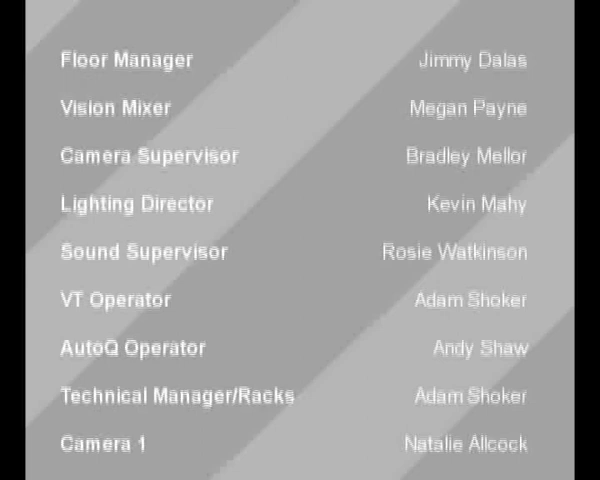 Floor Manager Jimmy Dalas
Vision Mixer Megan Payne
Camera Supervisor Bradley Mellor
Lighting Director Kevin Mahy
Sound Supervisor Rosie Watkinson
VT Operator Adam Shoker
AutoQ Operator Andy Shaw
Technical Manager/Racks Adam Shoker
Camera 1 Natalie Allcock